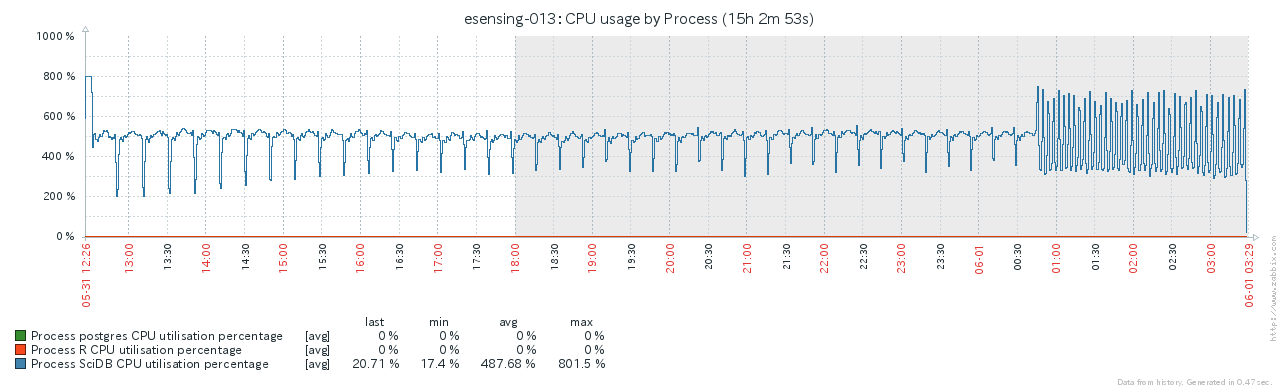 esensing-013: CPU usage by Process (15h 2m 53s)
1000 %
800 %
600 %
400 %
200 %
0 %
05-31 12:26 13:00 13:30 14:00 14:30 15:00 15:30 16:00 16:30 17:00 17:30 18:00 18:30 19:00 19:30 20:00 20:30 21:00 21:30 22:00 22:30 23:00 23:30 06-01 00:30 01:00 01:30 02:00 02:30 03:00 06-01 03:29
http://www.zabbix.com
last min avg max
Process postgres CPU utilisation percentage [avg] 0 % 0 % 0 % 0 %
Process R CPU utilisation percentage [avg] 0 % 0 % 0 % 0 %
Process SciDB CPU utilisation percentage [avg] 20.71 % 17.4 % 487.68 % 801.5 %
Data from history. Generated in 0.47 sec.